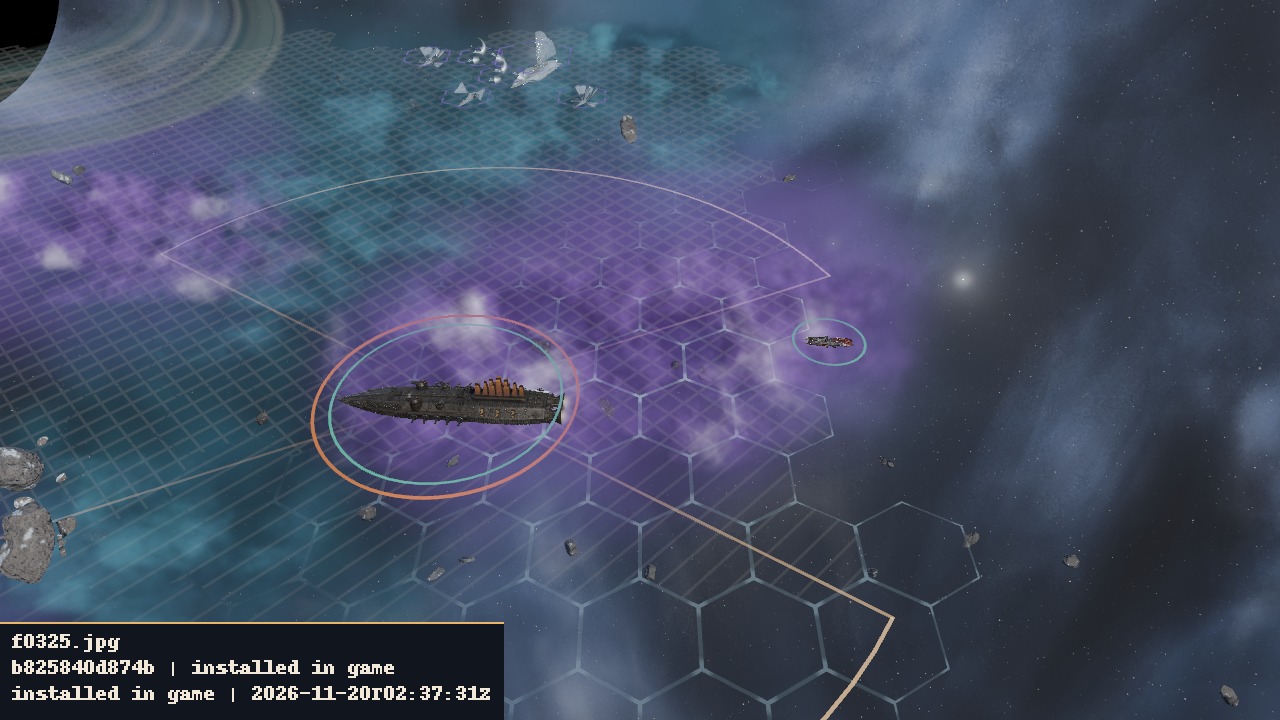 f0325.jpg
b825840d874b | installed in game
installed in game | 2026-11-20T02:37:31Z